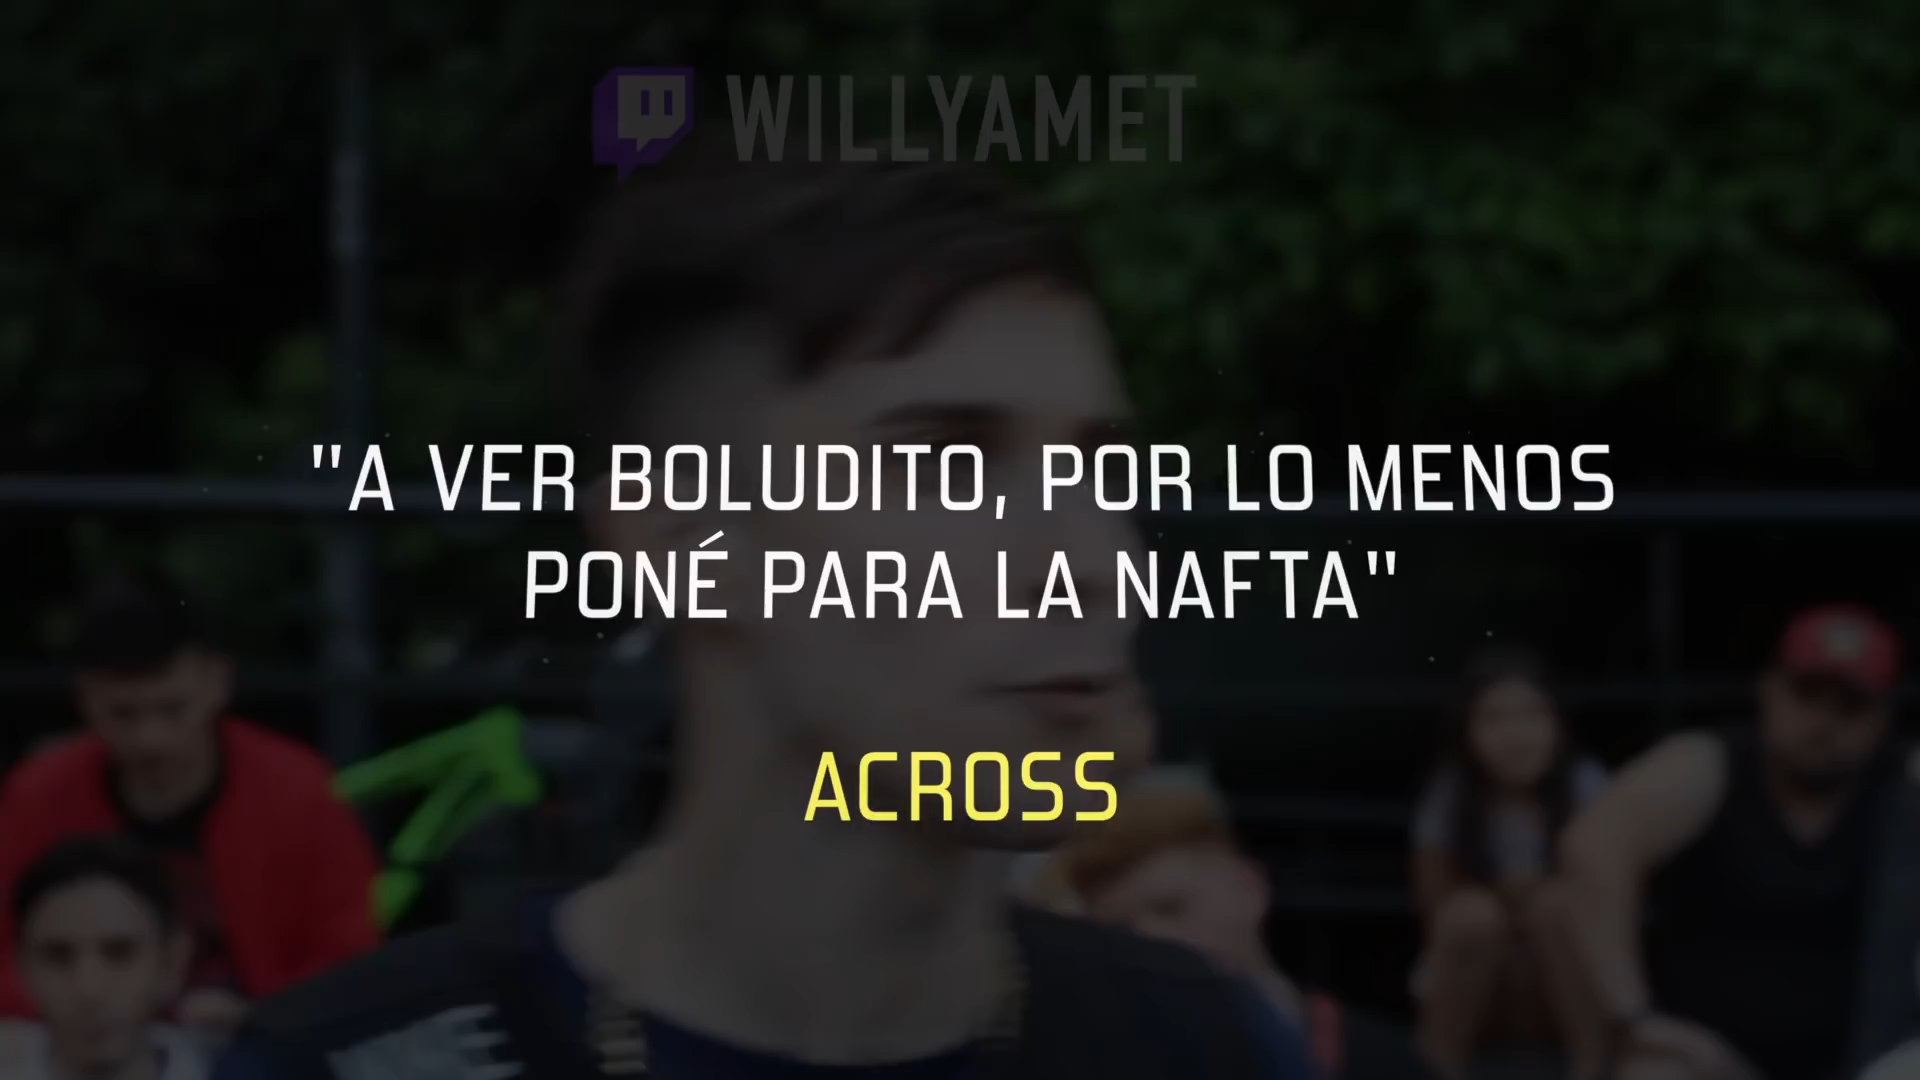 WILLYAMET
"A VER BOLUDITO, POR LO MENOS
PONÉ PARA LA NAFTA"
ACROSS